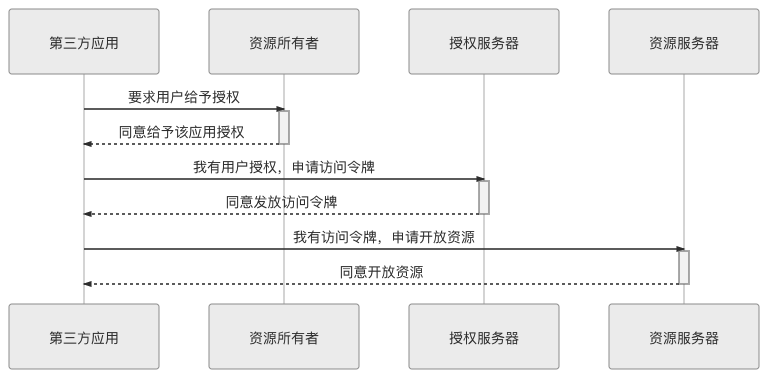 第三方应用
资源所有者
授权服务器
资源服务器
要求用户给予授权
同意给予该应用授权
我有用户授权，申请访问令牌
同意发放访问令牌
我有访问令牌，申请开放资源
同意开放资源
第三方应用
资源所有者
授权服务器
资源服务器